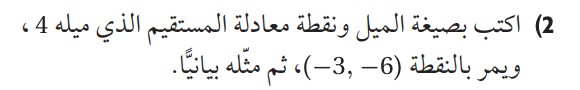 (2 اكتب بصيغة الميل ونقطة معادلة المستقيم الذي ميله 4 ،
ويمر بالنقطة (-3, -6)، ثم مثّله بيانيًّا.